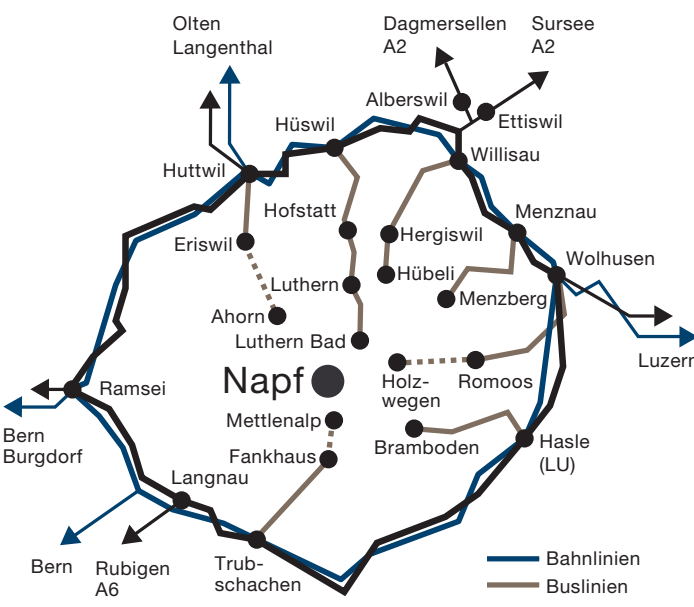 Olten
Langenthal
Dagmersellen
A2
Sursee
A2
Alberswil
Ettiswil
Hüswil
Huttwil
Willisau
Hofstatt
Menznau
Eriswil
Hergiswil
Wolhusen
Luthern
Hübeli
Menzberg
Ahorn
Luthern Bad
Luzern
Napf
Holz-
wegen
Romoos
Ramsei
Mettlenalp
Bramboden
Hasle
(LU)
Bern
Burgdorf
Fankhaus
Langnau
Bern
Rubigen
A6
Trub-
schachen
Bahnlinien
Buslinien